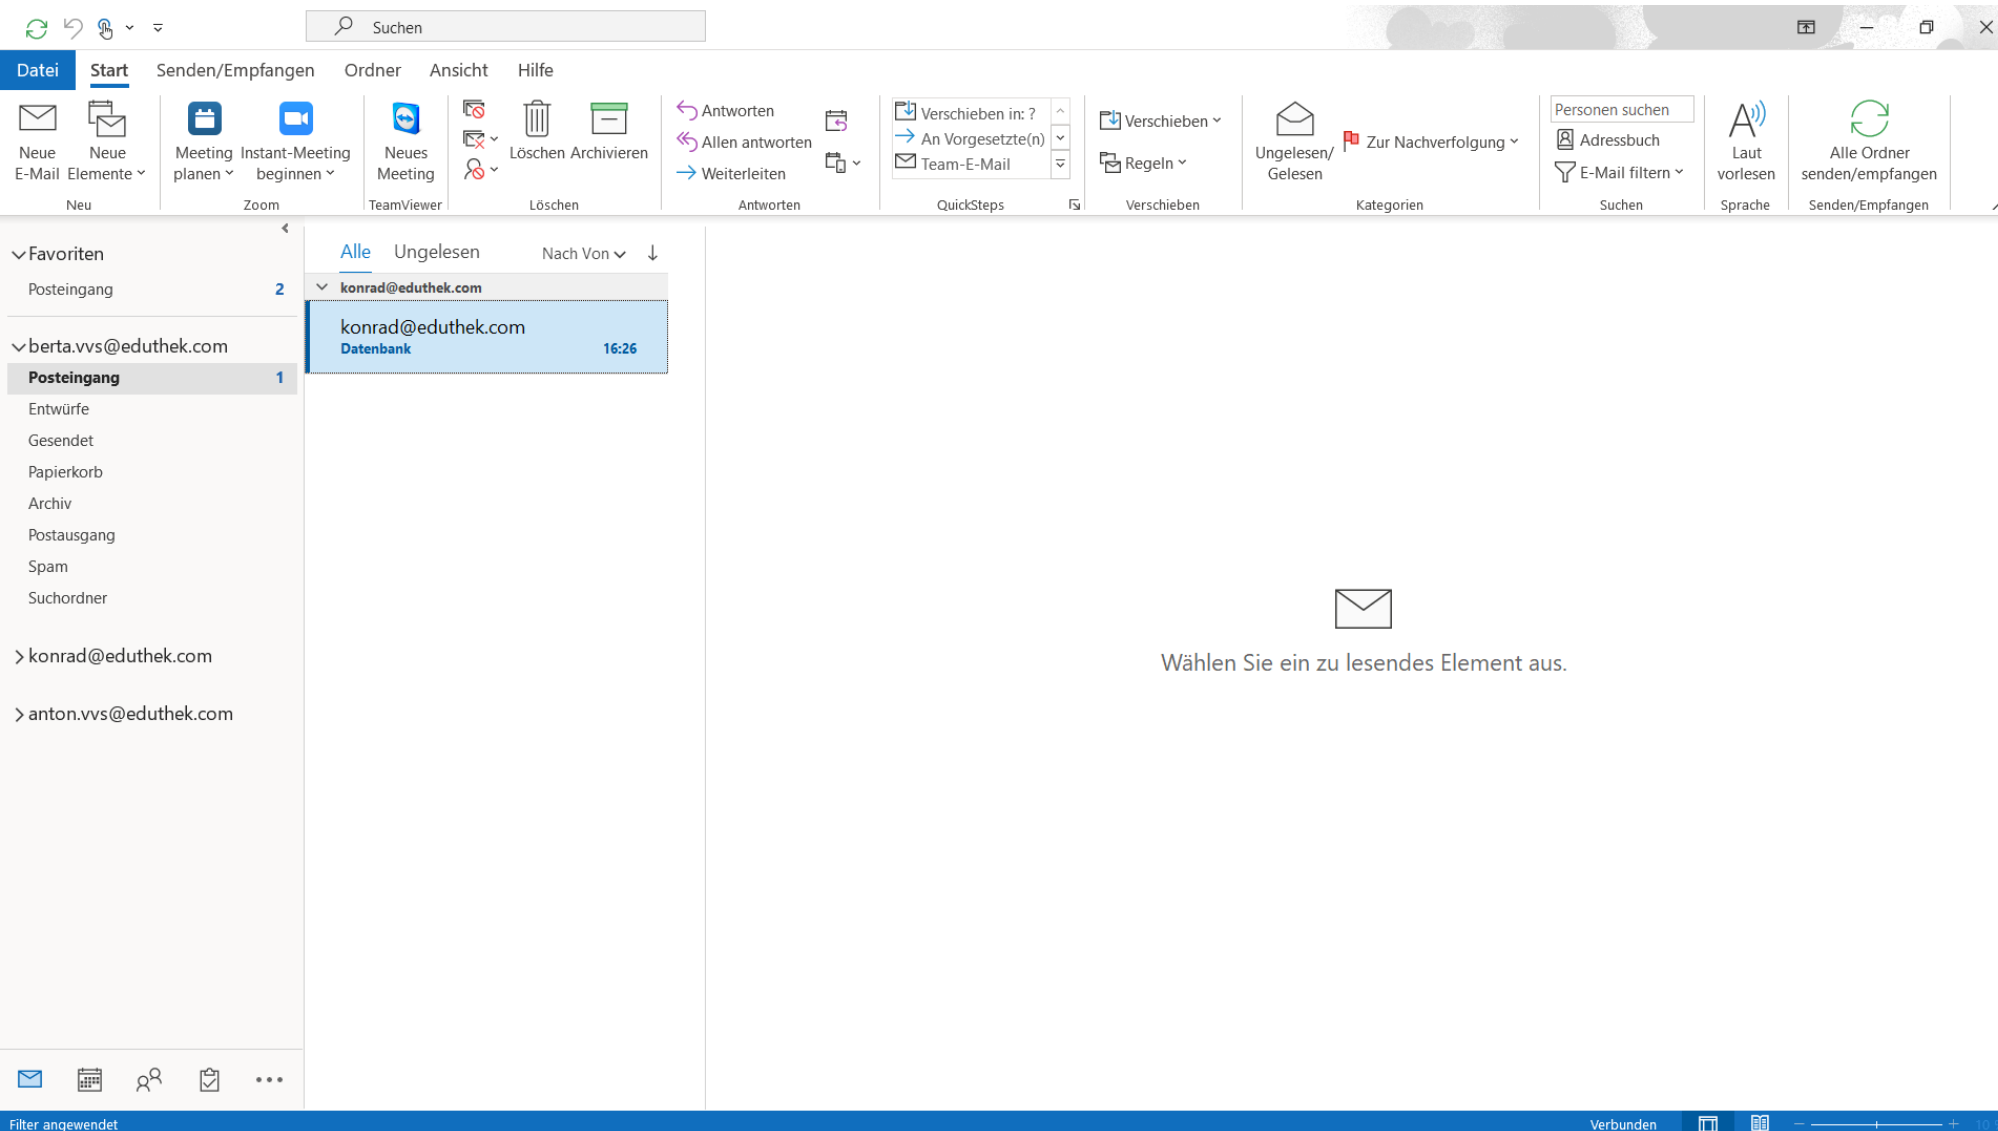 Suchen
Datei Start Senden/Empfangen Ordner Ansicht Hilfe
Neue E-Mail
Neue Elemente
Neu
Meeting planen
Instant-Meeting beginnen
Zoom
Neues Meeting
TeamViewer
Löschen Archivieren
Löschen
Antworten
Allen antworten
Weiterleiten
Antworten
Verschieben in: ?
An Vorgesetzte(n)
Team-E-Mail
QuickSteps
Verschieben
Regeln
Verschieben
Ungelesen/ Gelesen
Zur Nachverfolgung
Kategorien
Personen suchen
Adressbuch
E-Mail filtern
Suchen
Laut vorlesen
Sprache
Alle Ordner senden/empfangen
Senden/Empfangen
Favoriten
Posteingang 2
berta.vvs@eduthek.com
Posteingang 1
Entwürfe
Gesendet
Papierkorb
Archiv
Postausgang
Spam
Suchordner
konrad@eduthek.com
anton.vvs@eduthek.com
Alle Ungelesen Nach Von
konrad@eduthek.com
konrad@eduthek.com
Datenbank 16:26
Wählen Sie ein zu lesendes Element aus.
Filter angewendet
Verbunden